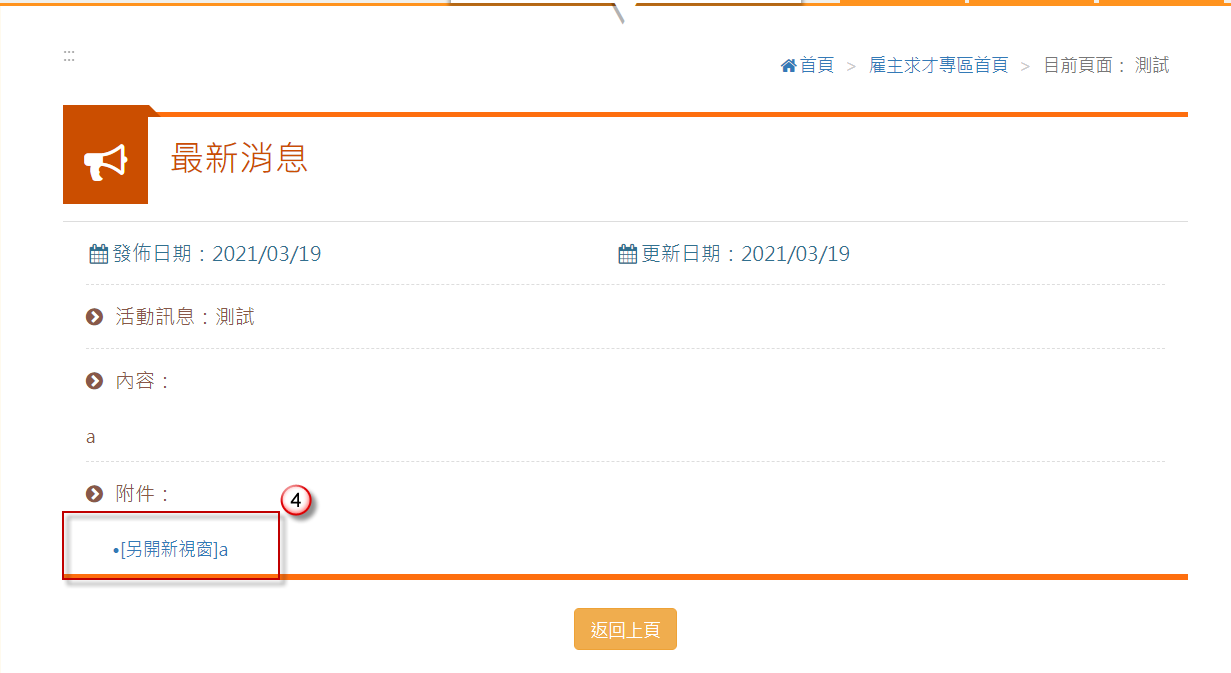 :::
首頁 > 雇主求才專區首頁 > 目前頁面： 測試
最新消息
發佈日期：2021/03/19
更新日期：2021/03/19
活動訊息：測試
內容：
a
附件：
4
•[另開新視窗]a
返回上頁